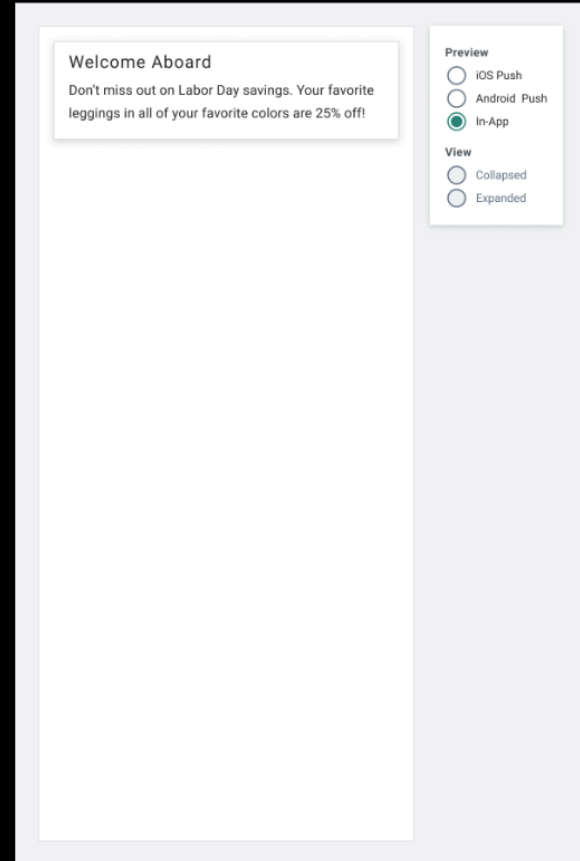 Welcome Aboard
Don't miss out on Labor Day savings. Your favorite
leggings in all of your favorite colors are 25% off!
Preview
iOS Push
Android Push
In-App
View
Collapsed
Expanded